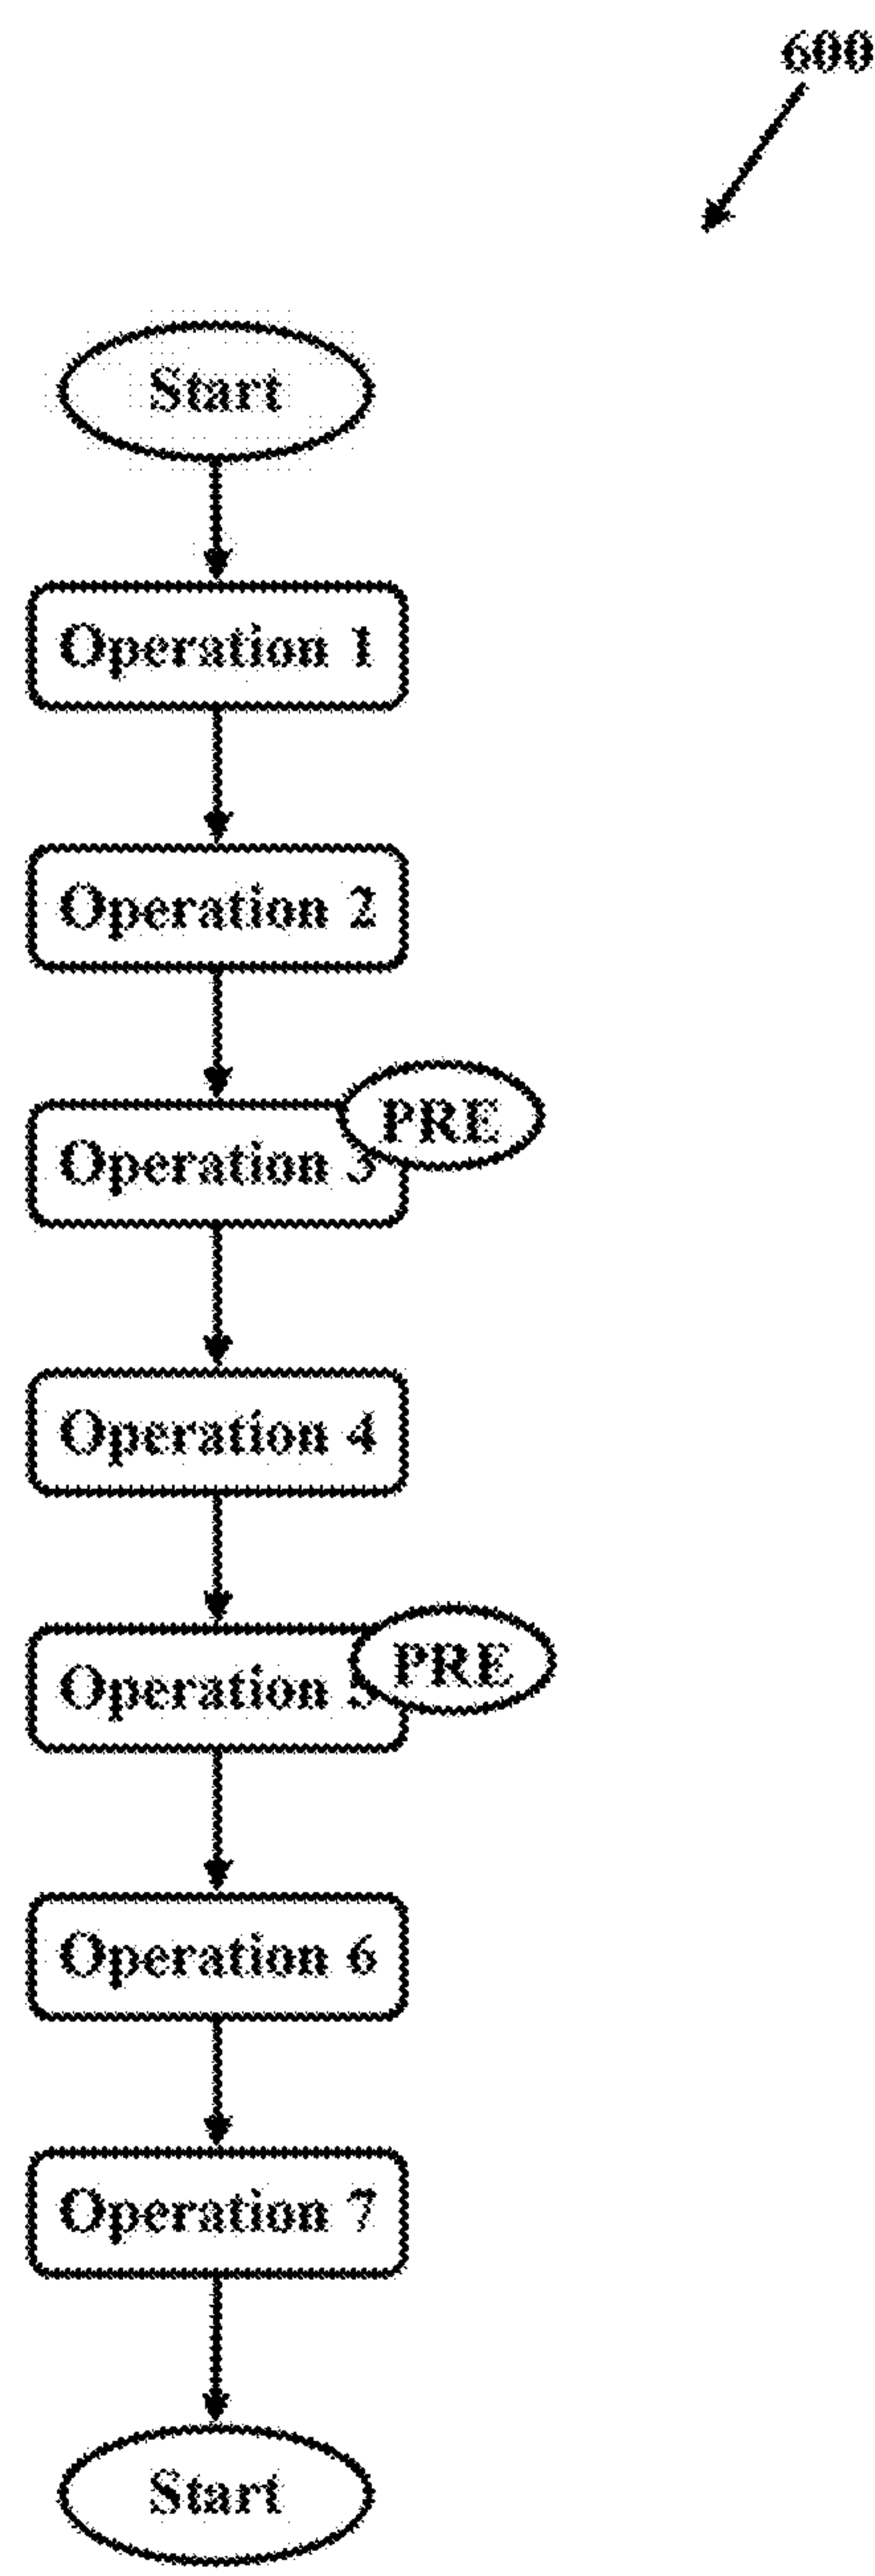 600
Start
Operation 1
Operation 2
PRE
Operation 3
Operation 4
PRE
Operation 5
Operation 6
Operation 7
Start